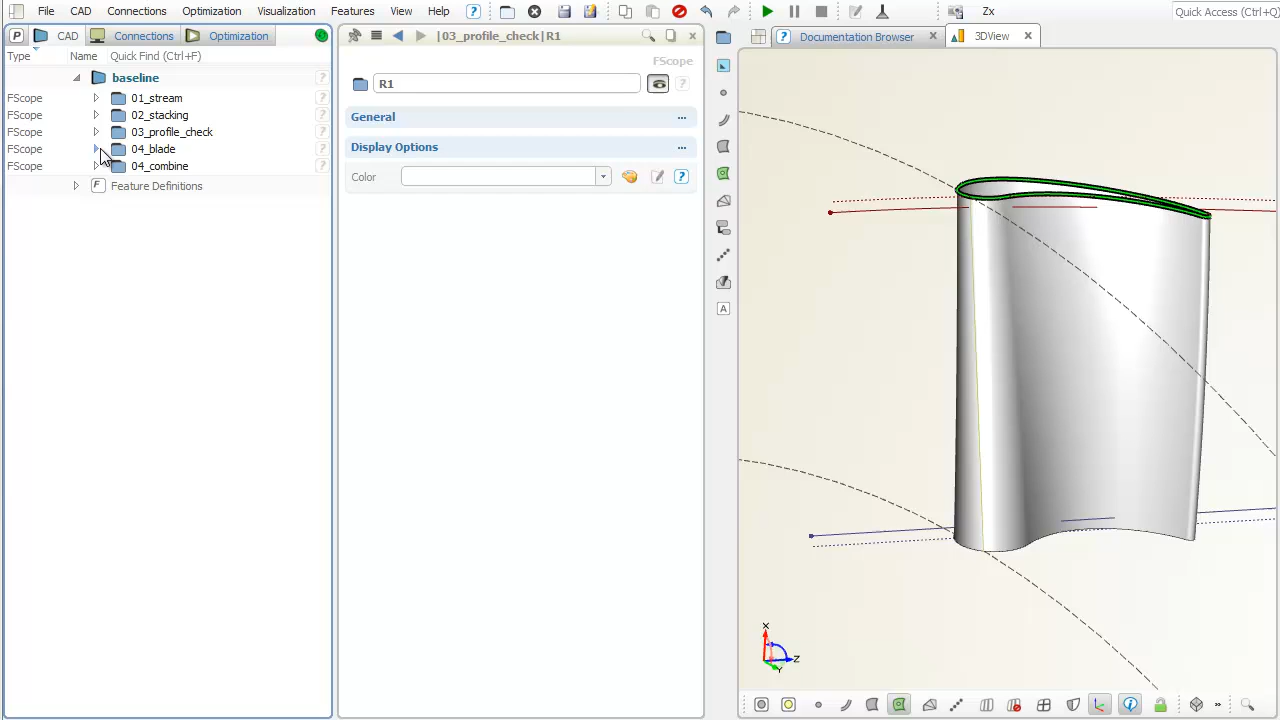 File CAD Connections Optimization Visualization Features View Help ? Zx Quick Access (Ctrl+Q)
P CAD Connections Optimization |03_profile_check|R1 ? Documentation Browser 3DView
Type Name Quick Find (Ctrl+F)
FScope
baseline ?
R1 ?
FScope 01_stream ?
FScope 02_stacking ?
General ...
FScope 03_profile_check ?
FScope 04_blade ?
Display Options ...
FScope 04_combine ?
Color ?
F Feature Definitions ?
A
X
Z
Y
i »